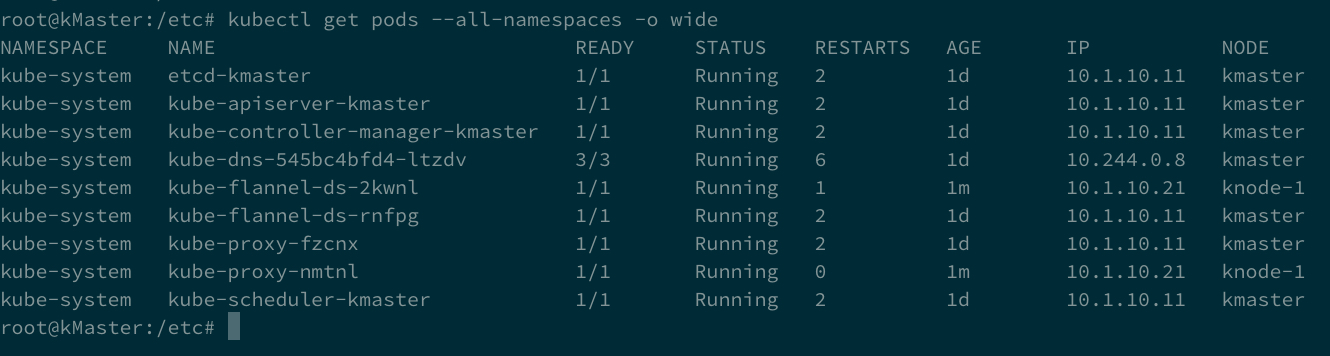 root@kMaster:/etc# kubectl get pods --all-namespaces -o wide
NAMESPACE     NAME                              READY     STATUS    RESTARTS   AGE       IP            NODE
kube-system   etcd-kmaster                      1/1       Running   2          1d        10.1.10.11    kmaster
kube-system   kube-apiserver-kmaster            1/1       Running   2          1d        10.1.10.11    kmaster
kube-system   kube-controller-manager-kmaster   1/1       Running   2          1d        10.1.10.11    kmaster
kube-system   kube-dns-545bc4bfd4-ltzdv         3/3       Running   6          1d        10.244.0.8    kmaster
kube-system   kube-flannel-ds-2kwnl             1/1       Running   1          1m        10.1.10.21    knode-1
kube-system   kube-flannel-ds-rnfpg             1/1       Running   2          1d        10.1.10.11    kmaster
kube-system   kube-proxy-fzcnx                  1/1       Running   2          1d        10.1.10.11    kmaster
kube-system   kube-proxy-nmtnl                  1/1       Running   0          1m        10.1.10.21    knode-1
kube-system   kube-scheduler-kmaster            1/1       Running   2          1d        10.1.10.11    kmaster
root@kMaster:/etc#